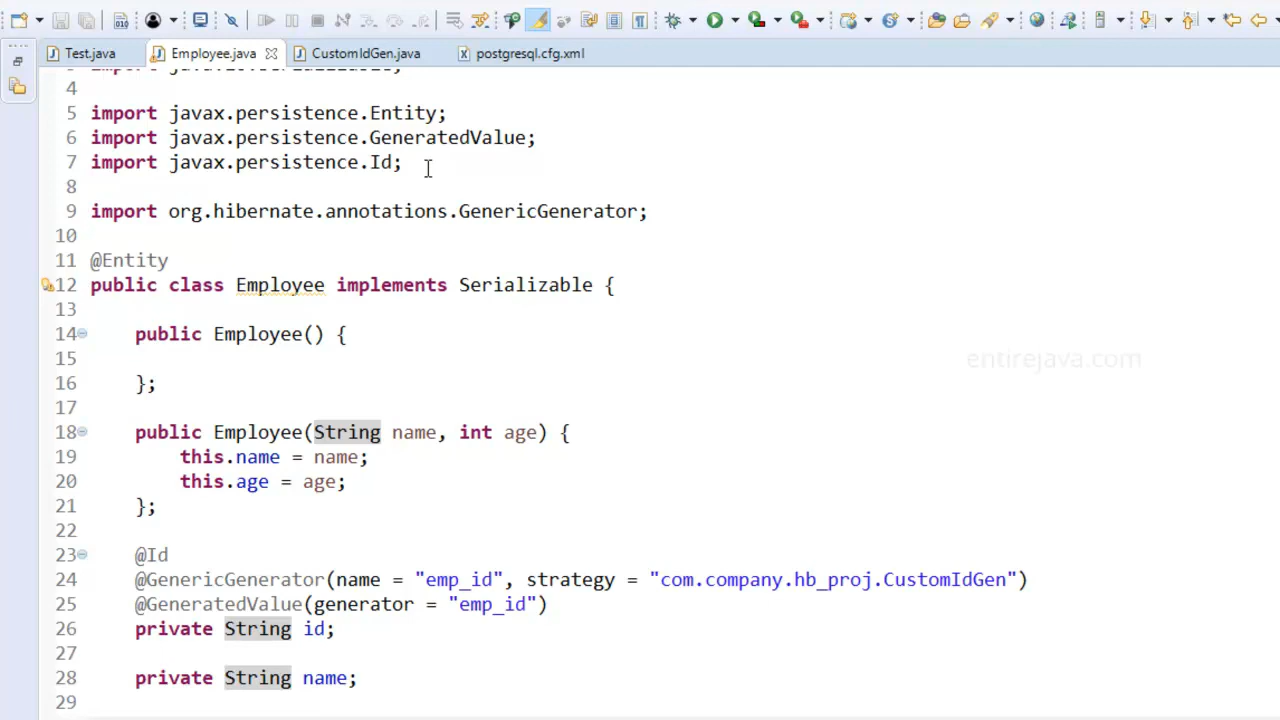 Test.java Employee.java CustomIdGen.java postgresql.cfg.xml
4
5 import javax.persistence.Entity;
6 import javax.persistence.GeneratedValue;
7 import javax.persistence.Id;
8
9 import org.hibernate.annotations.GenericGenerator;
10
11 @Entity
12 public class Employee implements Serializable {
13
14 public Employee() {
15
entirejava.com
16 };
17
18 public Employee(String name, int age) {
19 this.name = name;
20 this.age = age;
21 };
22
23 @Id
24 @GenericGenerator(name = "emp_id", strategy = "com.company.hb_proj.CustomIdGen")
25 @GeneratedValue(generator = "emp_id")
26 private String id;
27
28 private String name;
29